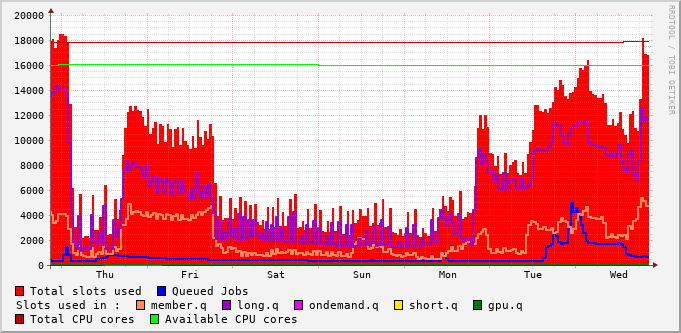 20000
18000
16000
14000
12000
10000
8000
6000
4000
2000
0
Thu Fri Sat Sun Mon Tue Wed
RRDTOOL / TOBI OETIKER
Total slots used Queued Jobs
Slots used in : member.q long.q ondemand.q short.q gpu.q
Total CPU cores Available CPU cores